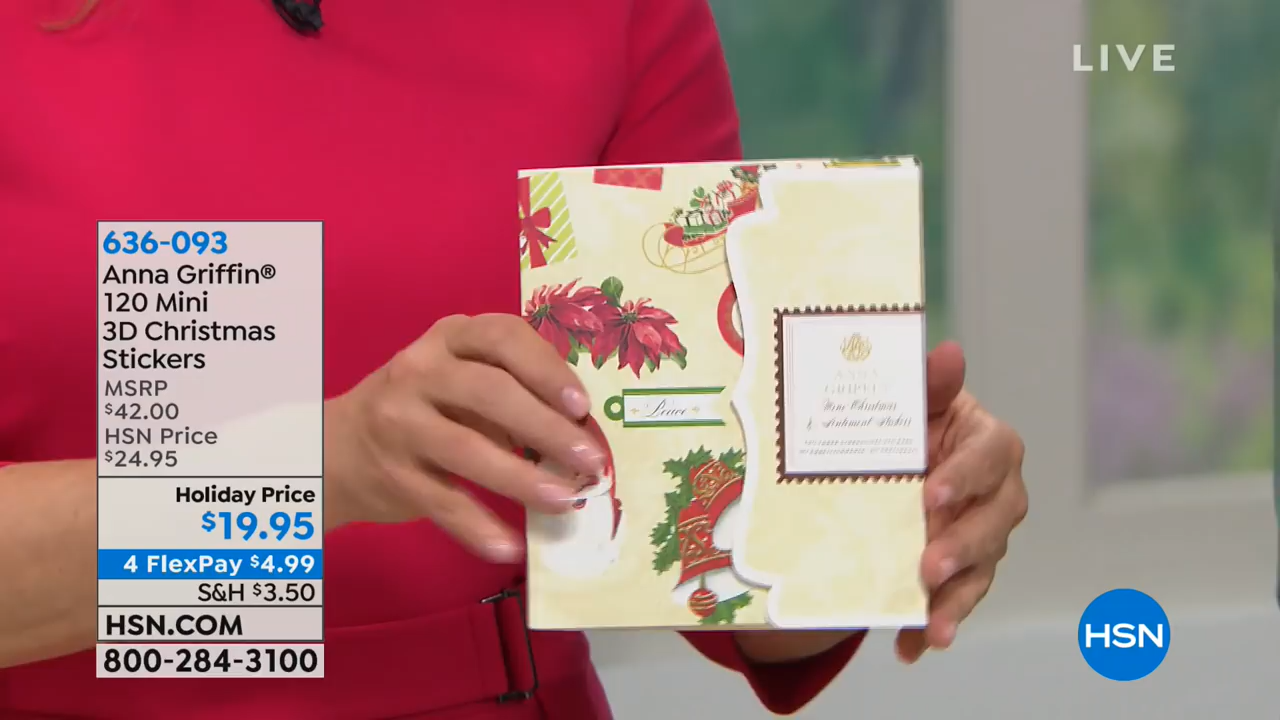 LIVE
636-093
Anna Griffin®
120 Mini
3D Christmas
Stickers
MSRP
$42.00
HSN Price
$24.95
Holiday Price
$19.95
4 FlexPay $4.99
S&H $3.50
HSN.COM
800-284-3100
Peace
ANNA
GRIFFIN
HSN